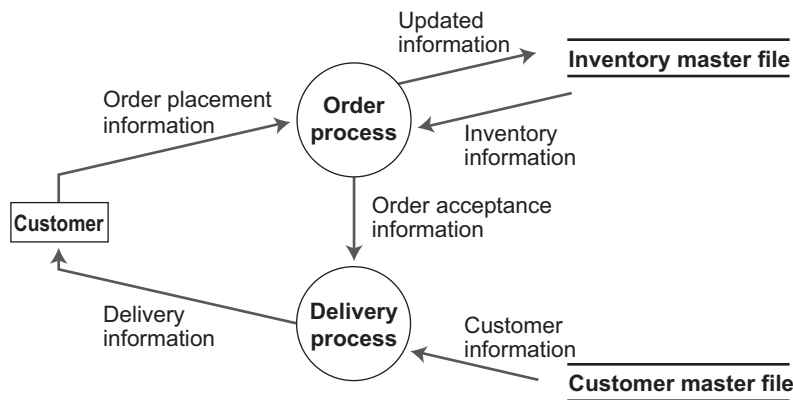 Updated
information
Inventory master file
Order placement
information
Order
process
Inventory
information
Customer
Order acceptance
information
Delivery
information
Delivery
process
Customer
information
Customer master file